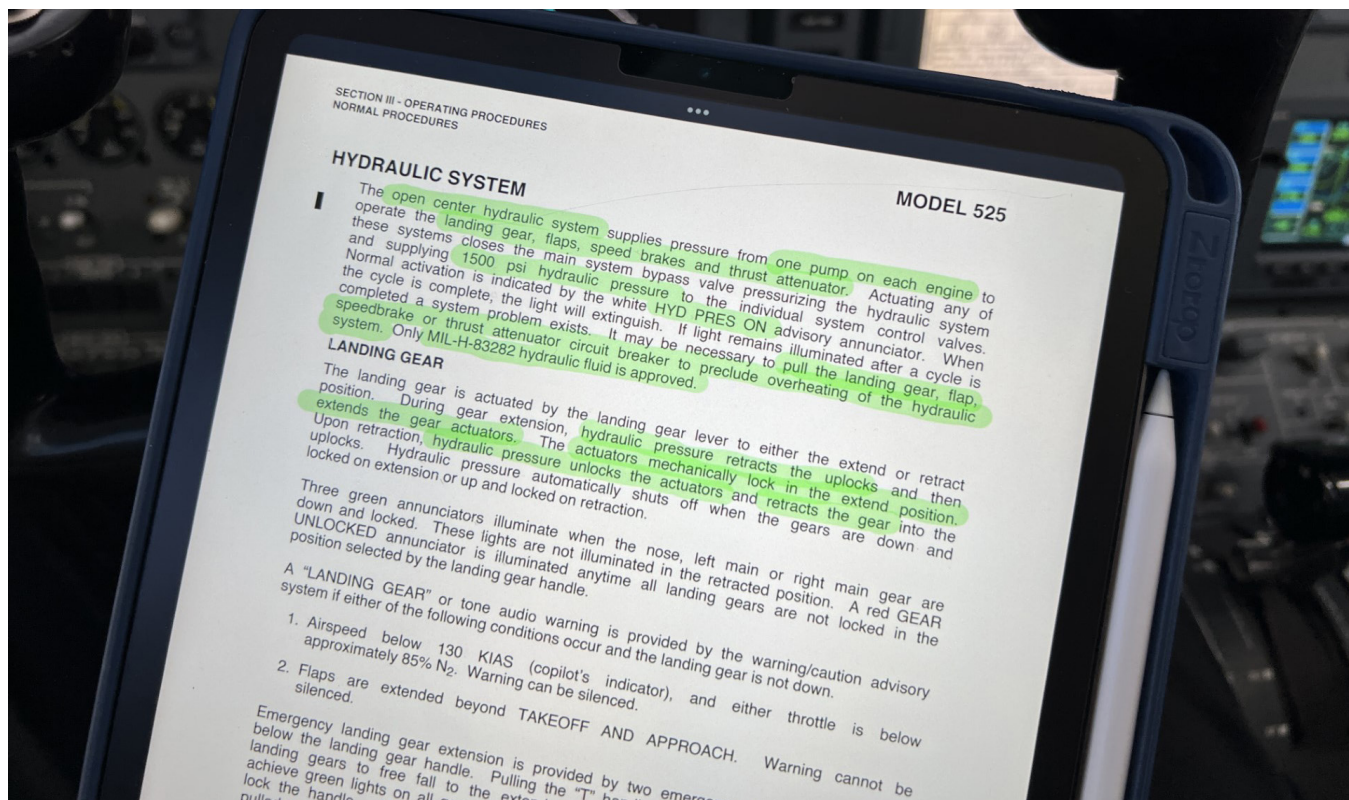 SECTION III - OPERATING PROCEDURES
NORMAL PROCEDURES
HYDRAULIC SYSTEM
MODEL 525
The open center hydraulic system supplies pressure from one pump on each engine to
operate the landing gear, flaps, speed brakes and thrust attenuator. Actuating any of
these systems closes the main system bypass valve pressurizing the hydraulic system
and supplying 1500 psi hydraulic pressure to the individual system control valves.
Normal activation is indicated by the white HYD PRES ON advisory annunciator. When
the cycle is complete, the light will extinguish. If light remains illuminated after a cycle is
completed a system problem exists. It may be necessary to pull the landing gear, flap,
speedbrake or thrust attenuator circuit breaker to preclude overheating of the hydraulic
system. Only MIL-H-83282 hydraulic fluid is approved.
LANDING GEAR
The landing gear is actuated by the landing gear lever to either the extend or retract
position. During gear extension, hydraulic pressure retracts the uplocks and then
extends the gear actuators. The actuators mechanically lock in the extend position.
Upon retraction, hydraulic pressure unlocks the actuators and retracts the gear into the
uplocks. Hydraulic pressure automatically shuts off when the gears are down and
locked on extension or up and locked on retraction.
Three green annunciators illuminate when the nose, left main or right main gear are
down and locked. These lights are not illuminated in the retracted position. A red GEAR
UNLOCKED annunciator is illuminated anytime all landing gears are not locked in the
position selected by the landing gear handle.
A "LANDING GEAR" or tone audio warning is provided by the warning/caution advisory
system if either of the following conditions occur and the landing gear is not down.
1. Airspeed below 130 KIAS (copilot's indicator), and either throttle is below
approximately 85% N2. Warning can be silenced.
2. Flaps are extended beyond TAKEOFF AND APPROACH. Warning cannot be
silenced.
Emergency landing gear extension is provided by two
below the landing gear handle. Pulling the "T"
landing gears to free fall to the
achieve green lights on all
lock the handle